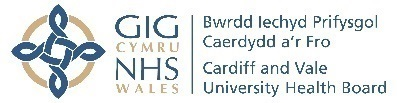 GIG
CYMRU
NHS
WALES
Bwrdd Iechyd Prifysgol
Caerdydd a'r Fro
Cardiff and Vale
University Health Board